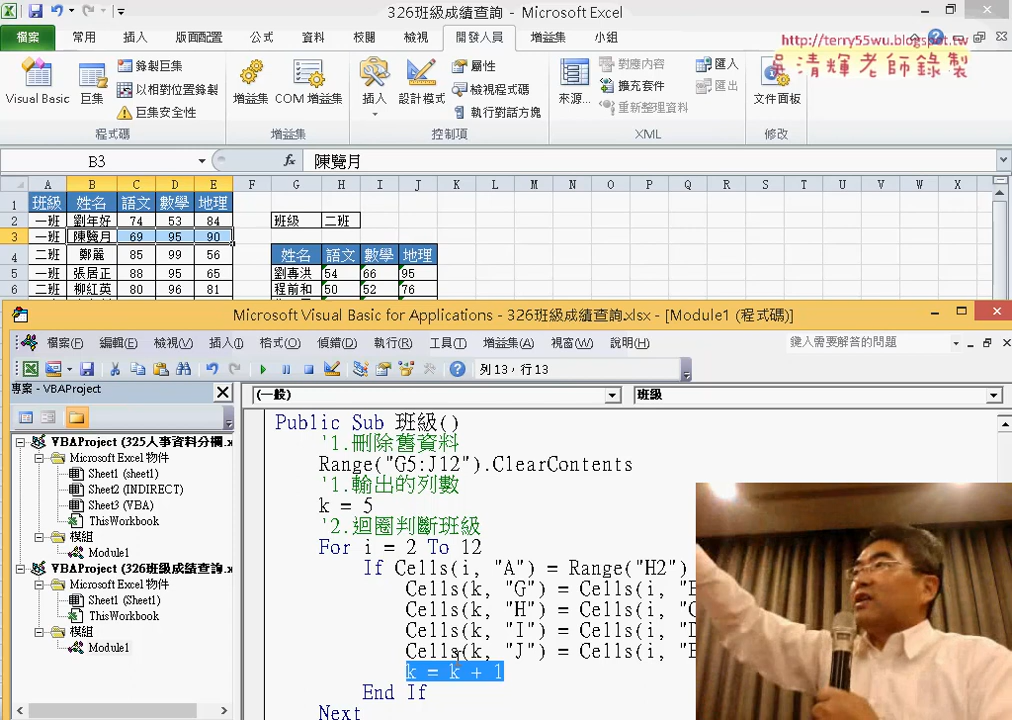 326班級成績查詢 - Microsoft Excel
檔案 常用 插入 版面配置 公式 資料 校閱 檢視 開發人員 增益集 小組
http://terry55wu.blogspot.tw
吳清輝老師錄製
Visual Basic 巨集 錄製巨集 以相對位置錄製 巨集安全性
增益集 COM 增益集
插入 設計模式 屬性 檢視程式碼 執行對話方塊
來源... 對應內容 擴充套件 重新整理資料 匯入 匯出
文件面板
程式碼 增益集 控制項 XML 修改
B3 fx 陳覽月
A B C D E F G H I J K L M N O P Q R S T U V W X
1 班級 姓名 語文 數學 地理
2 一班 劉年好 74 53 84 班級 二班
3 一班 陳覽月 69 95 90
4 二班 鄭麗 85 99 56 姓名 語文 數學 地理
5 一班 張居正 88 95 65 劉壽洪 54 66 95
6 二班 柳紅英 80 96 81 程前和 50 52 76
Microsoft Visual Basic for Applications - 326班級成績查詢.xlsx - [Module1 (程式碼)]
檔案(F) 編輯(E) 檢視(V) 插入(I) 格式(O) 偵錯(D) 執行(R) 工具(T) 增益集(A) 視窗(W) 說明(H) 鍵入需要解答的問題
列 13，行 13
專案 - VBAProject
(一般) 班級
VBAProject (325人事資料分欄.x
Microsoft Excel 物件
Sheet1 (sheet1)
Sheet2 (INDIRECT)
Sheet3 (VBA)
ThisWorkbook
模組
Module1
VBAProject (326班級成績查詢.x
Microsoft Excel 物件
Sheet1 (Sheet1)
ThisWorkbook
模組
Module1
Public Sub 班級()
'1.刪除舊資料
Range("G5:J12").ClearContents
'1.輸出的列數
k = 5
'2.迴圈判斷班級
For i = 2 To 12
If Cells(i, "A") = Range("H2")
Cells(k, "G") = Cells(i, "
Cells(k, "H") = Cells(i, "
Cells(k, "I") = Cells(i, "
Cells(k, "J") = Cells(i, "
k = k + 1
End If
Next